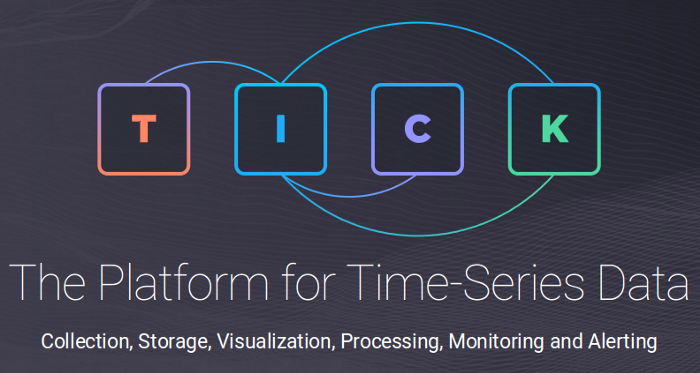 T I C K
The Platform for Time-Series Data
Collection, Storage, Visualization, Processing, Monitoring and Alerting